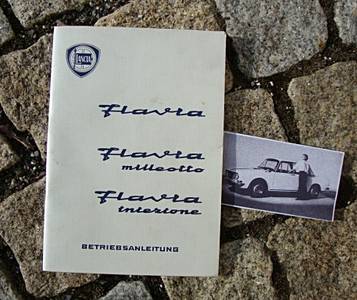 LANCIA
Flavia
Flavia
milleotto
Flavia
iniezione
BETRIEBSANLEITUNG